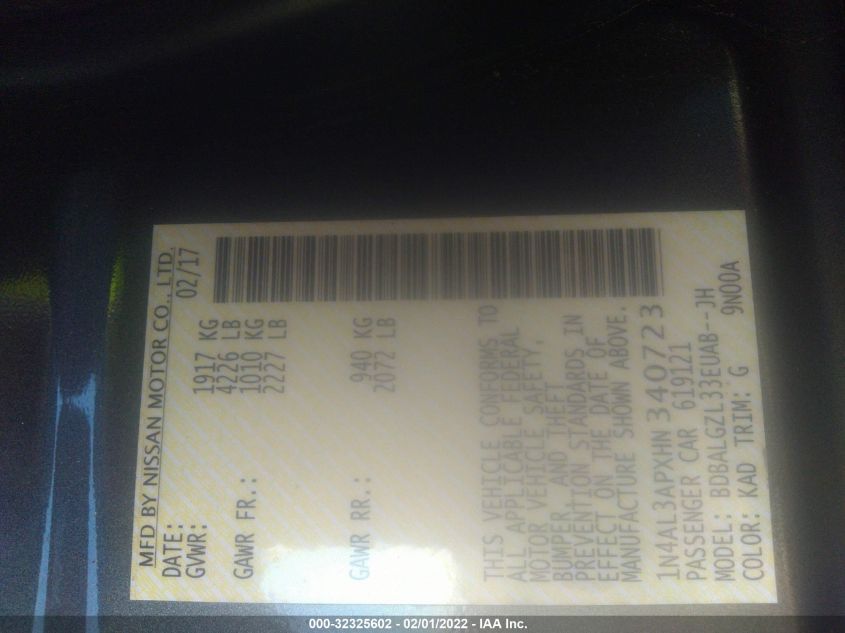 MFD BY NISSAN MOTOR CO., LTD.
DATE: 02/17
GVWR: 1917 KG
4226 LB
GAWR FR.: 1010 KG
2227 LB
GAWR RR.: 940 KG
2072 LB
THIS VEHICLE CONFORMS TO
ALL APPLICABLE FEDERAL
MOTOR VEHICLE SAFETY,
BUMPER AND THEFT
PREVENTION STANDARDS IN
EFFECT ON THE DATE OF
MANUFACTURE SHOWN ABOVE.
1N4AL3APXHN340723
PASSENGER CAR 619121
MODEL: BDBALGZL33EUAB--JH
COLOR: KAD TRIM: G 9N00A
000-32325602 - 02/01/2022 - IAA Inc.